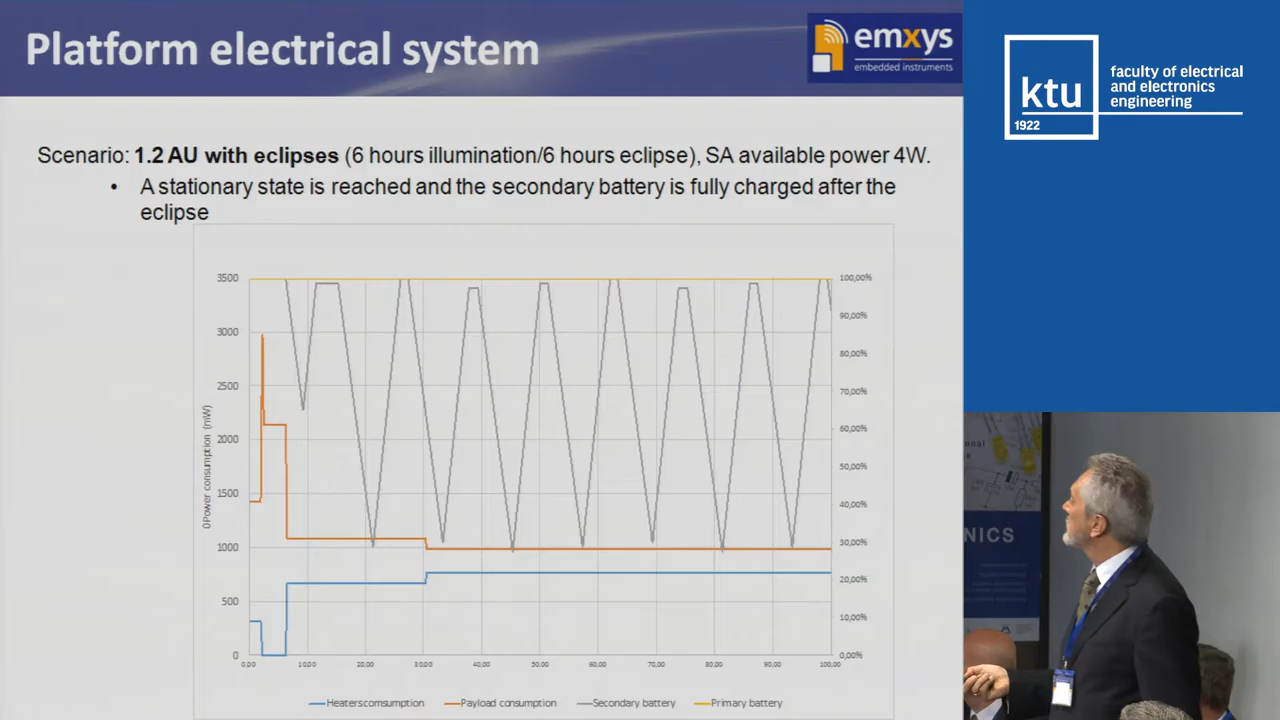 Platform electrical system
emxys
embedded instruments
ktu
1922
faculty of electrical
and electronics
engineering
Scenario: 1.2 AU with eclipses (6 hours illumination/6 hours eclipse), SA available power 4W.
• A stationary state is reached and the secondary battery is fully charged after the
eclipse
3500
3000
2500
2000
1500
1000
500
0
0Power consumption (mW)
100,00%
90,00%
80,00%
70,00%
60,00%
50,00%
40,00%
30,00%
20,00%
10,00%
0,00%
0,00 10,00 20,00 30,00 40,00 50,00 60,00 70,00 80,00 90,00 100,00
Heaterscomsumption Payload consumption Secondary battery Primary battery
onal
NICS